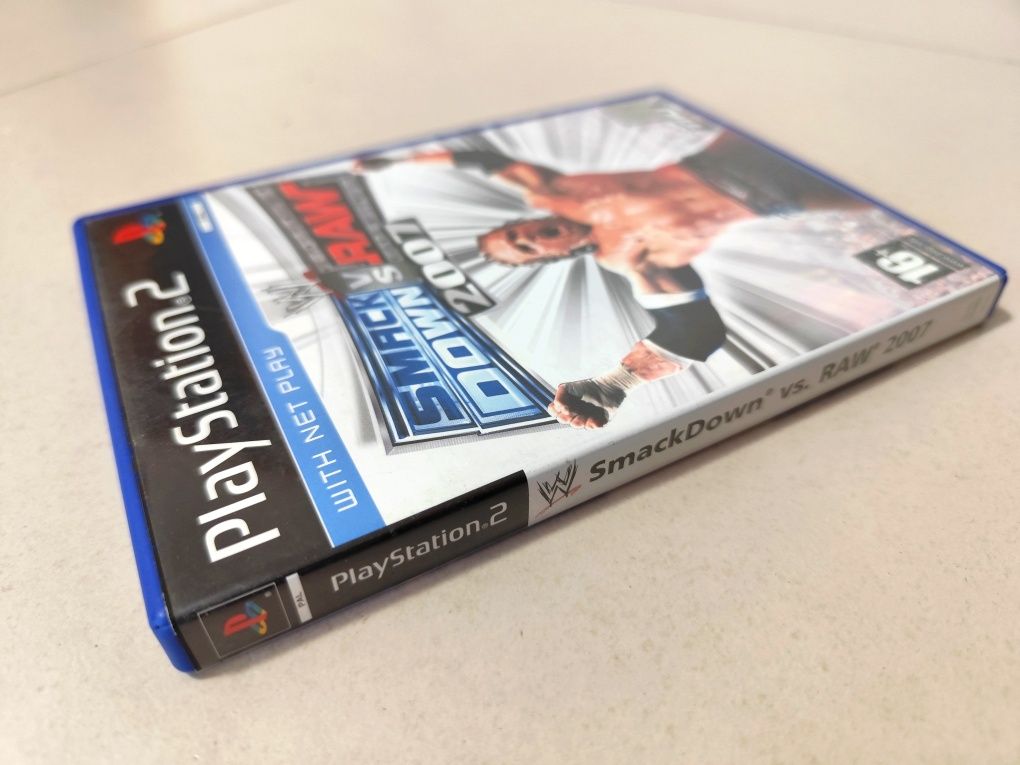 PlayStation®2
WITH NET PLAY
SMACK
DOWN
VS
RAW
2007
16+
PAL
PlayStation®2
W
SmackDown® vs. RAW® 2007